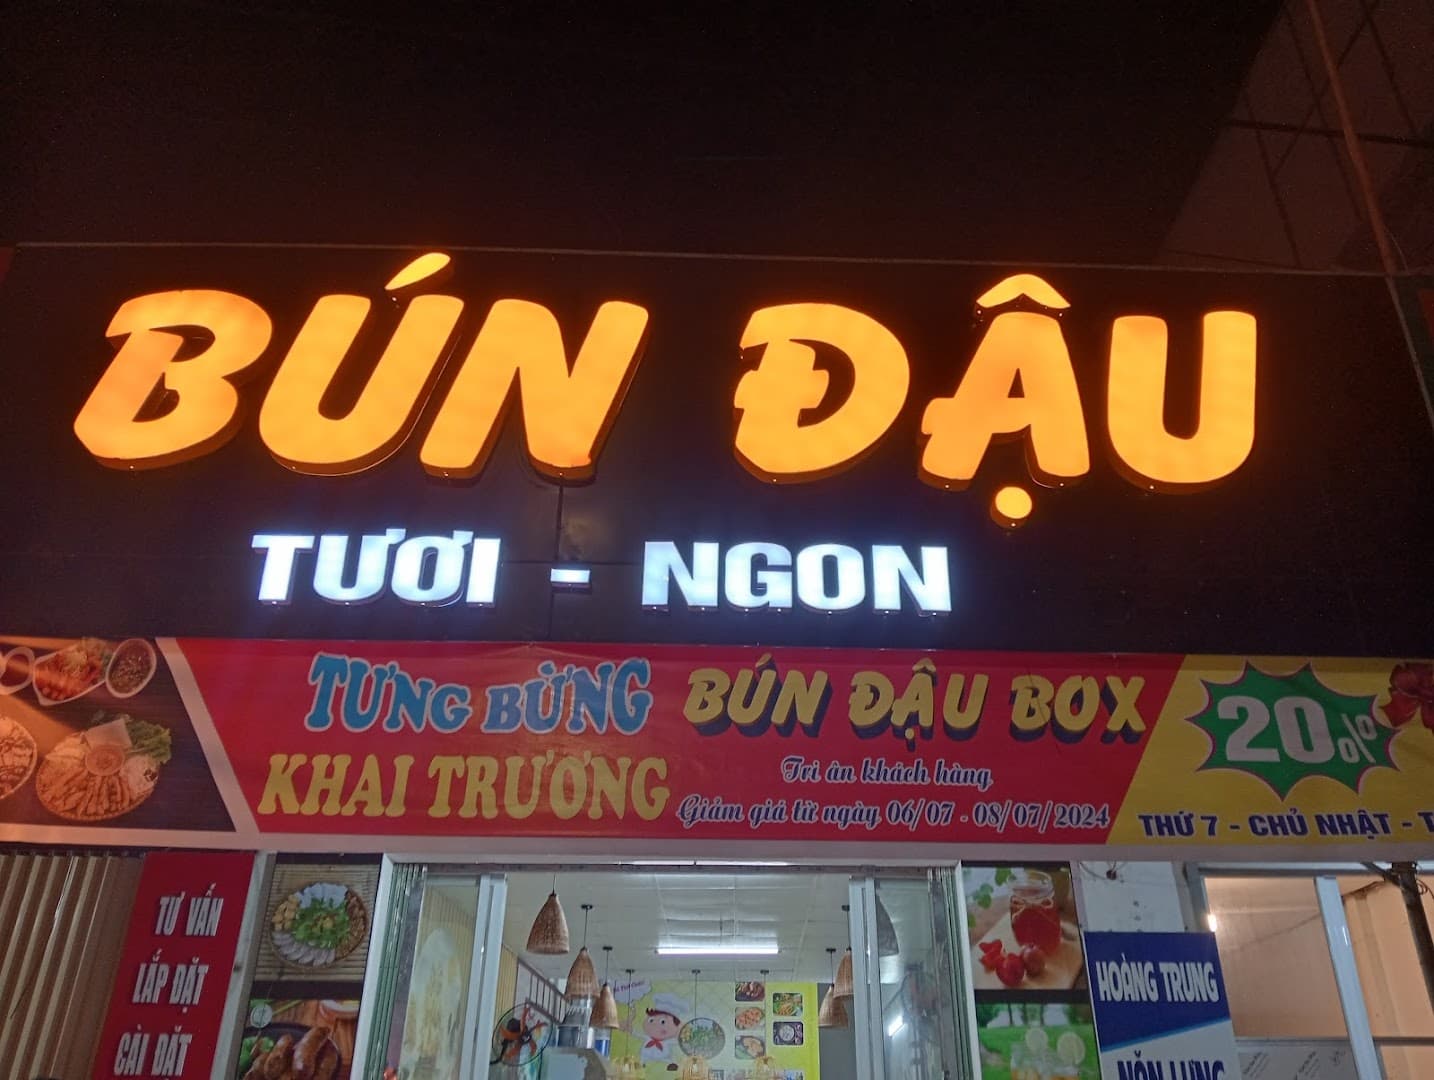 BÚN ĐẬU
TƯƠI - NGON
TƯNG BỪNG
KHAI TRƯƠNG
BÚN ĐẬU BOX
Tri ân khách hàng
Giảm giá từ ngày 06/07 - 08/07/2024
20%
THỨ 7 - CHỦ NHẬT - T
TƯ VẤN
LẮP ĐẶT
CÀI ĐẶT
HOÀNG TRUNG